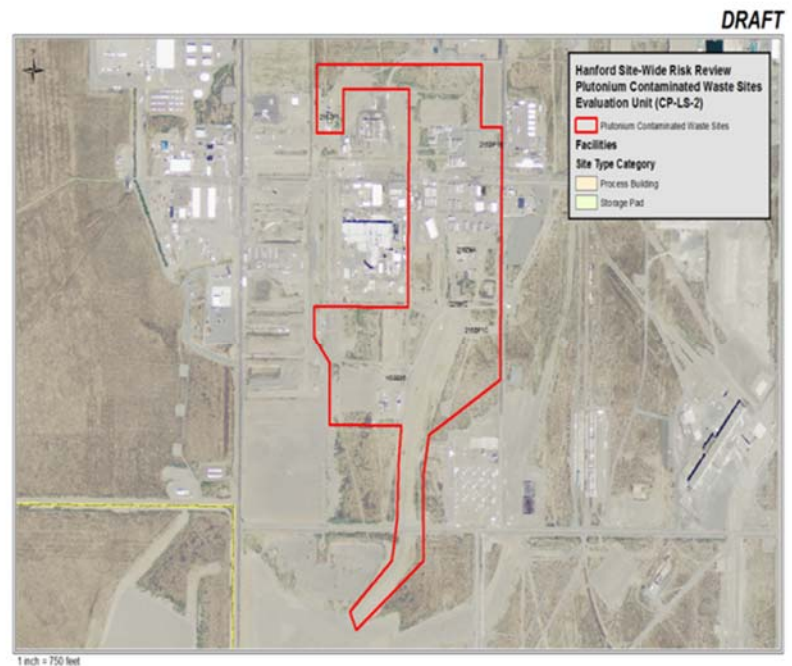 DRAFT
Hanford Site-Wide Risk Review
Plutonium Contaminated Waste Sites
Evaluation Unit (CP-LS-2)
Plutonium Contaminated Waste Sites
Facilities
Site Type Category
Process Building
Storage Pad
1 inch = 750 feet